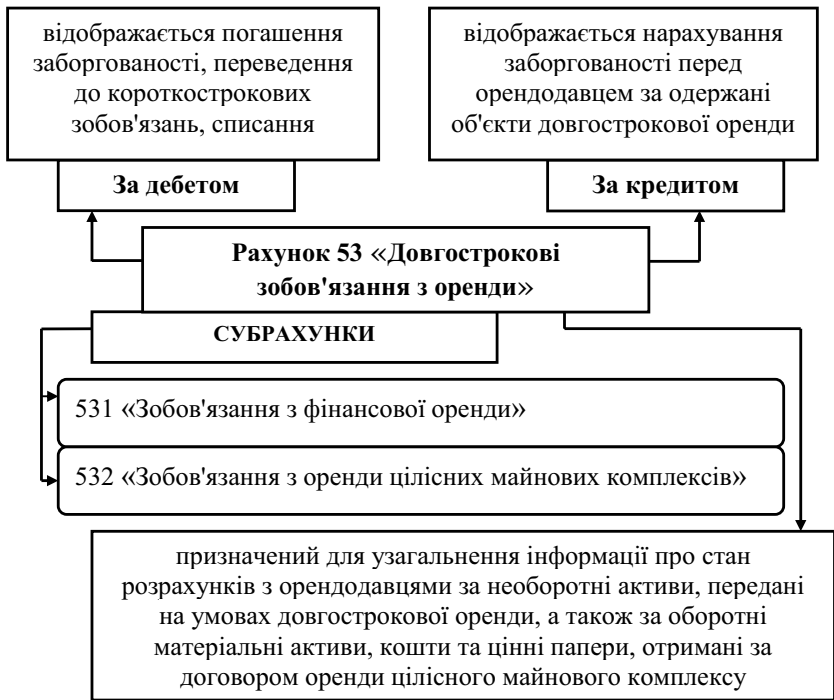 відображається погашення
заборгованості, переведення
до короткострокових
зобов'язань, списання
За дебетом
відображається нарахування
заборгованості перед
орендодавцем за одержані
об'єкти довгострокової оренди
За кредитом
Рахунок 53 «Довгострокові
зобов'язання з оренди»
СУБРАХУНКИ
531 «Зобов'язання з фінансової оренди»
532 «Зобов'язання з оренди цілісних майнових комплексів»
призначений для узагальнення інформації про стан
розрахунків з орендодавцями за необоротні активи, передані
на умовах довгострокової оренди, а також за оборотні
матеріальні активи, кошти та цінні папери, отримані за
договором оренди цілісного майнового комплексу